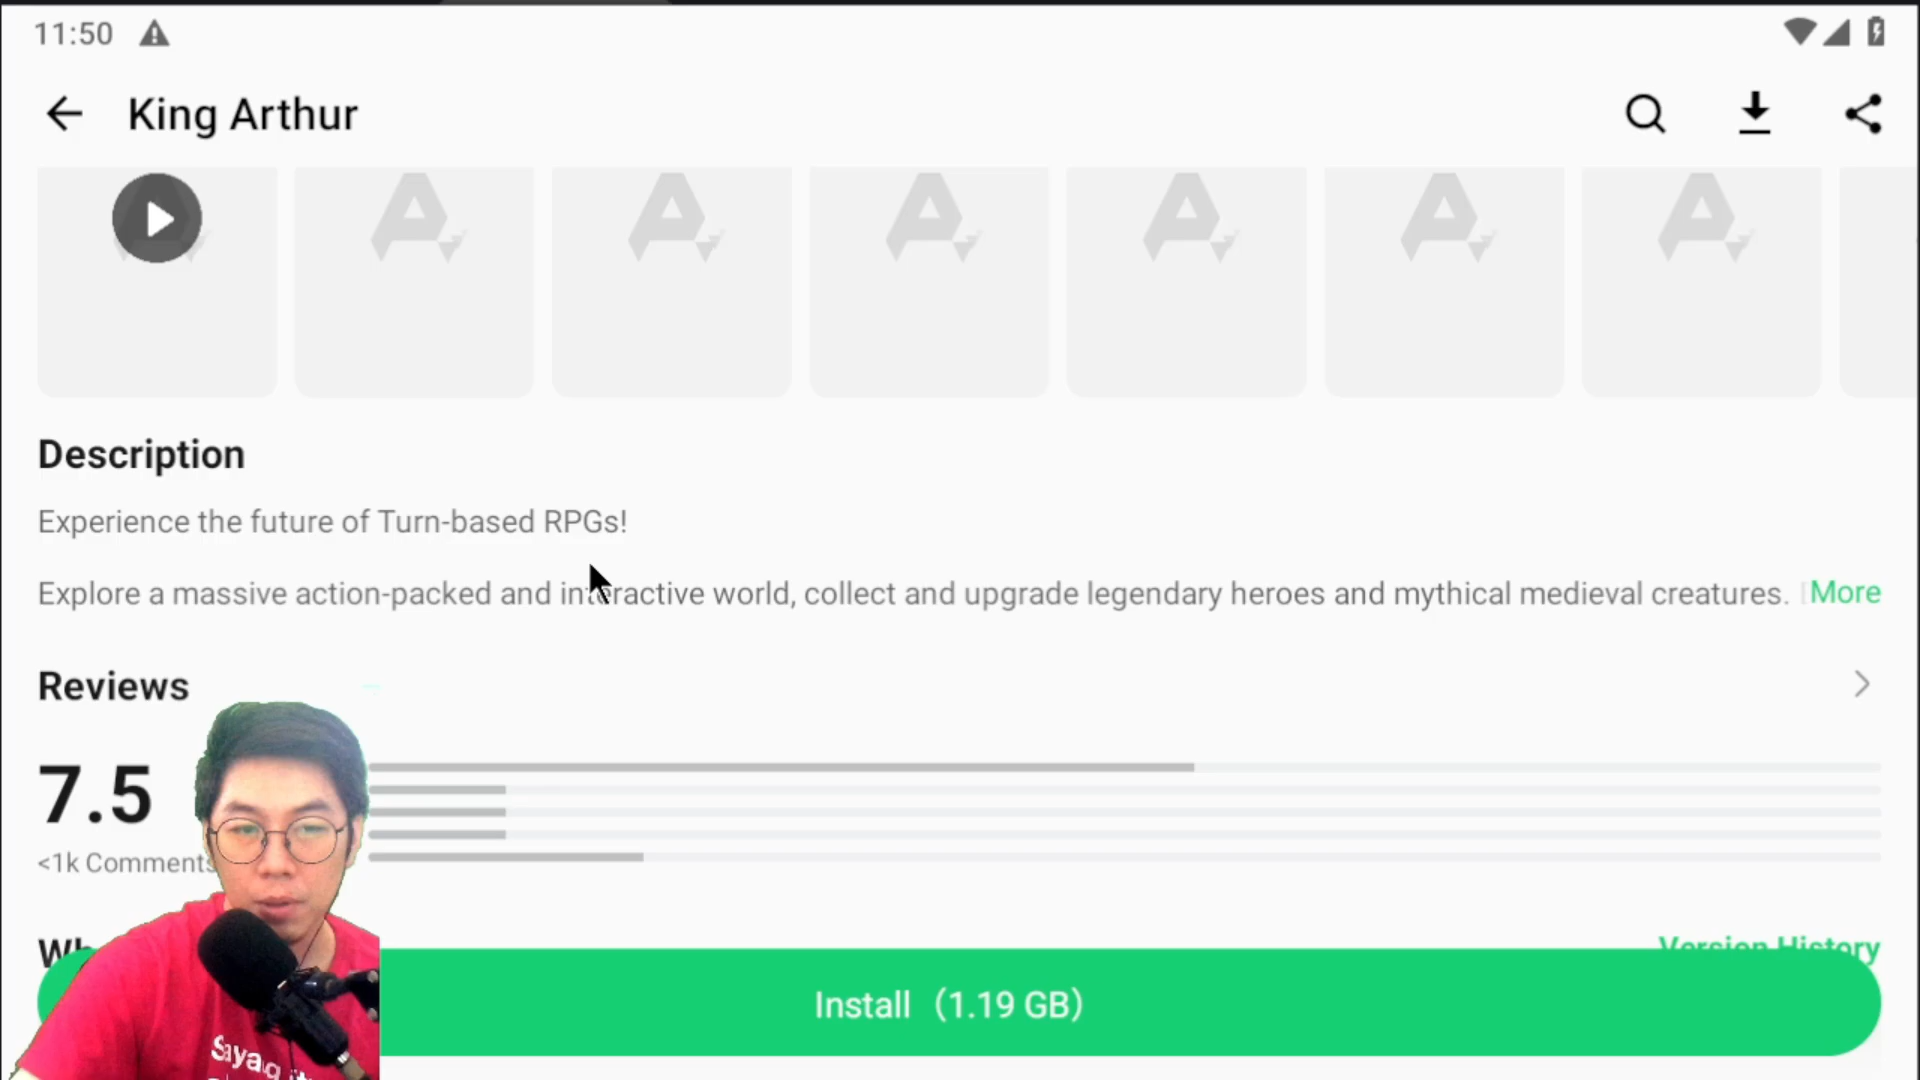 11:50
King Arthur
Description
Experience the future of Turn-based RPGs!
Explore a massive action-packed and interactive world, collect and upgrade legendary heroes and mythical medieval creatures. More
Reviews
7.5
<1k Comments
Version History
Install (1.19 GB)